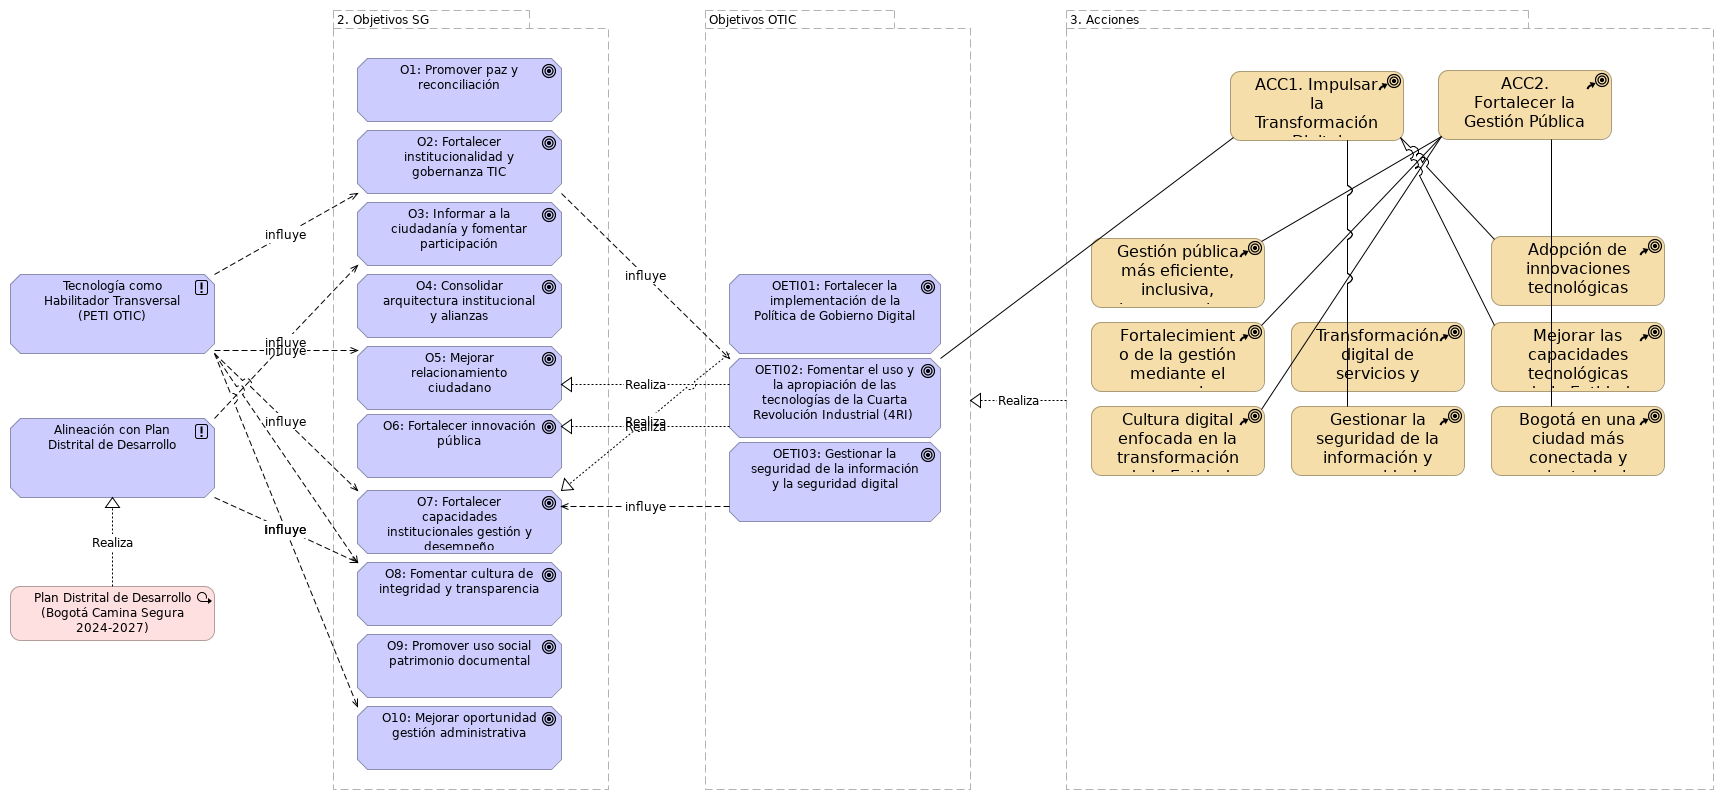 2. Objetivos SG
Objetivos OTIC
3. Acciones
O1: Promover paz y
reconciliación
O2: Fortalecer
institucionalidad y
gobernanza TIC
O3: Informar a la
ciudadanía y fomentar
participación
O4: Consolidar
arquitectura institucional
y alianzas
O5: Mejorar
relacionamiento
ciudadano
O6: Fortalecer innovación
pública
O7: Fortalecer
capacidades
institucionales gestión y
desempeño
O8: Fomentar cultura de
integridad y transparencia
O9: Promover uso social
patrimonio documental
O10: Mejorar oportunidad
gestión administrativa
Tecnología como
Habilitador Transversal
(PETI OTIC)
Alineación con Plan
Distrital de Desarrollo
Plan Distrital de Desarrollo
(Bogotá Camina Segura
2024-2027)
Realiza
influye
influye
influye
influye
influye
influye
influye
Realiza
Realiza
Realiza
influye
OETI01: Fortalecer la
implementación de la
Política de Gobierno Digital
OETI02: Fomentar el uso y
la apropiación de las
tecnologías de la Cuarta
Revolución Industrial (4RI)
OETI03: Gestionar la
seguridad de la información
y la seguridad digital
Realiza
ACC1. Impulsar
la
Transformación
ACC2.
Fortalecer la
Gestión Pública
Gestión pública
más eficiente,
inclusiva,
Adopción de
innovaciones
tecnológicas
Fortalecimient
o de la gestión
mediante el
Transformación
digital de
servicios y
Mejorar las
capacidades
tecnológicas
Cultura digital
enfocada en la
transformación
Gestionar la
seguridad de la
información y
Bogotá en una
ciudad más
conectada y